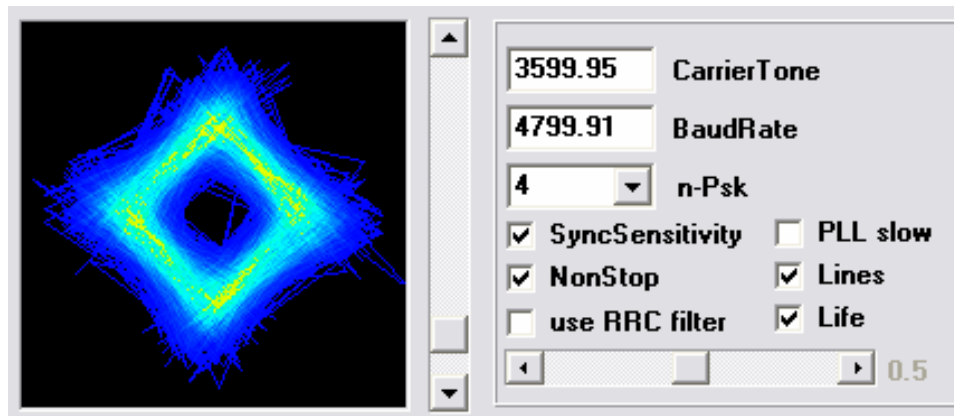 3599.95 CarrierTone
4799.91 BaudRate
4 n-Psk
SyncSensitivity PLL slow
NonStop Lines
use RRC filter Life
0.5